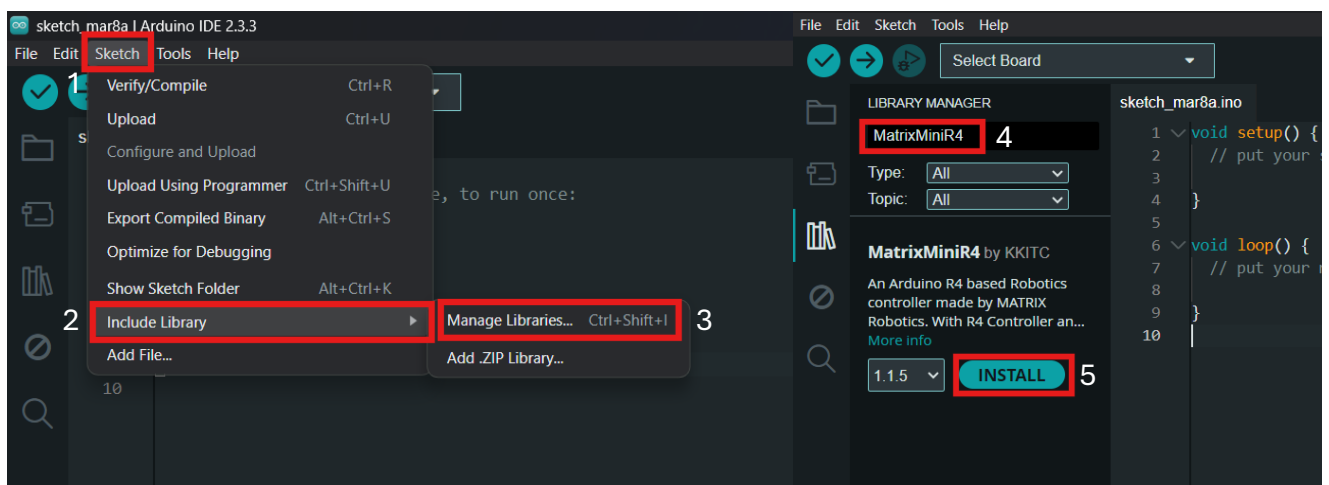 sketch_mar8a | Arduino IDE 2.3.3
File Edit Sketch Tools Help
1
Verify/Compile Ctrl+R
Upload Ctrl+U
Configure and Upload
Upload Using Programmer Ctrl+Shift+U
e, to run once:
Export Compiled Binary Alt+Ctrl+S
Optimize for Debugging
Show Sketch Folder Alt+Ctrl+K
2 Include Library
Manage Libraries... Ctrl+Shift+I 3
Add File...
Add .ZIP Library...
10
File Edit Sketch Tools Help
Select Board
LIBRARY MANAGER
MatrixMiniR4 4
Type: All
Topic: All
MatrixMiniR4 by KKITC
An Arduino R4 based Robotics
controller made by MATRIX
Robotics. With R4 Controller an...
More info
1.1.5 INSTALL 5
sketch_mar8a.ino
1 void setup() {
2 // put your
3
4 }
5
6 void loop() {
7 // put your
8
9 }
10